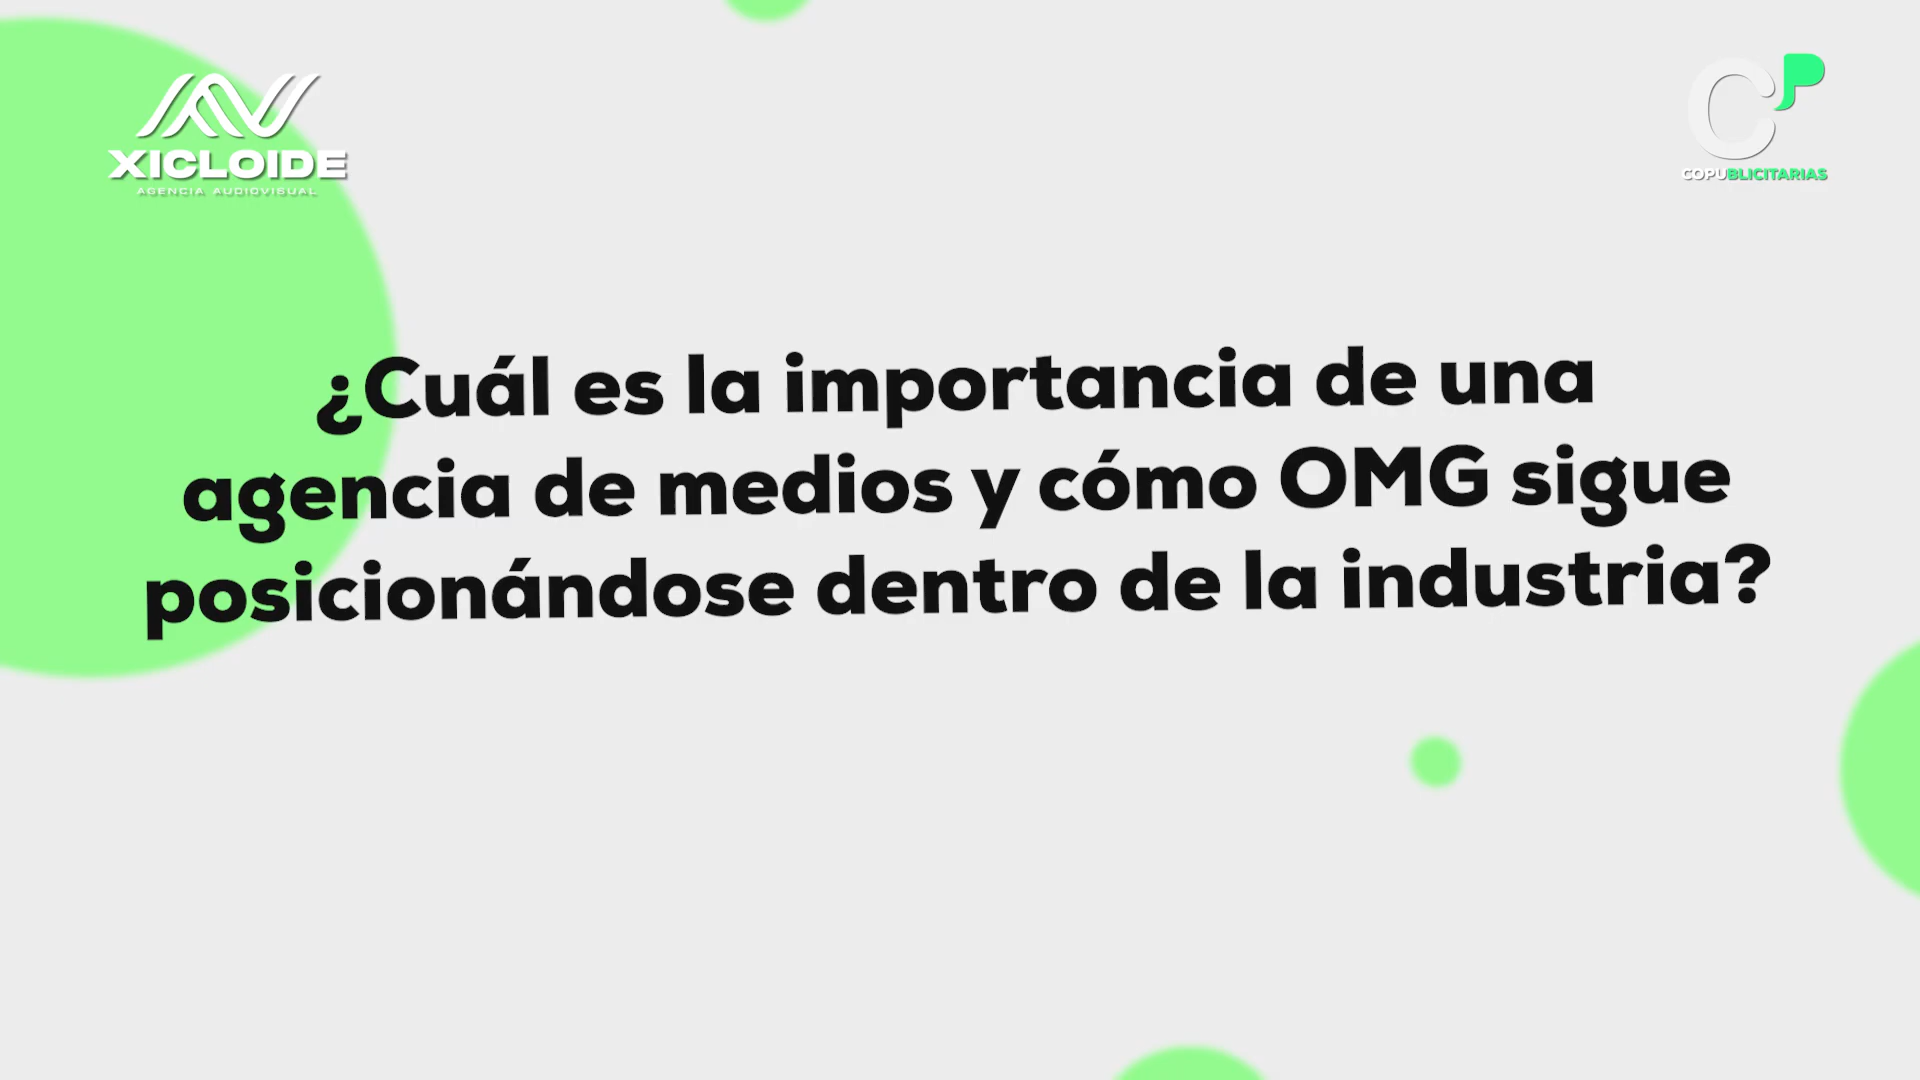 XICLOIDE
AGENCIA AUDIOVISUAL
CP
COPUBLICITARIAS
¿Cuál es la importancia de una
agencia de medios y cómo OMG sigue
posicionándose dentro de la industria?